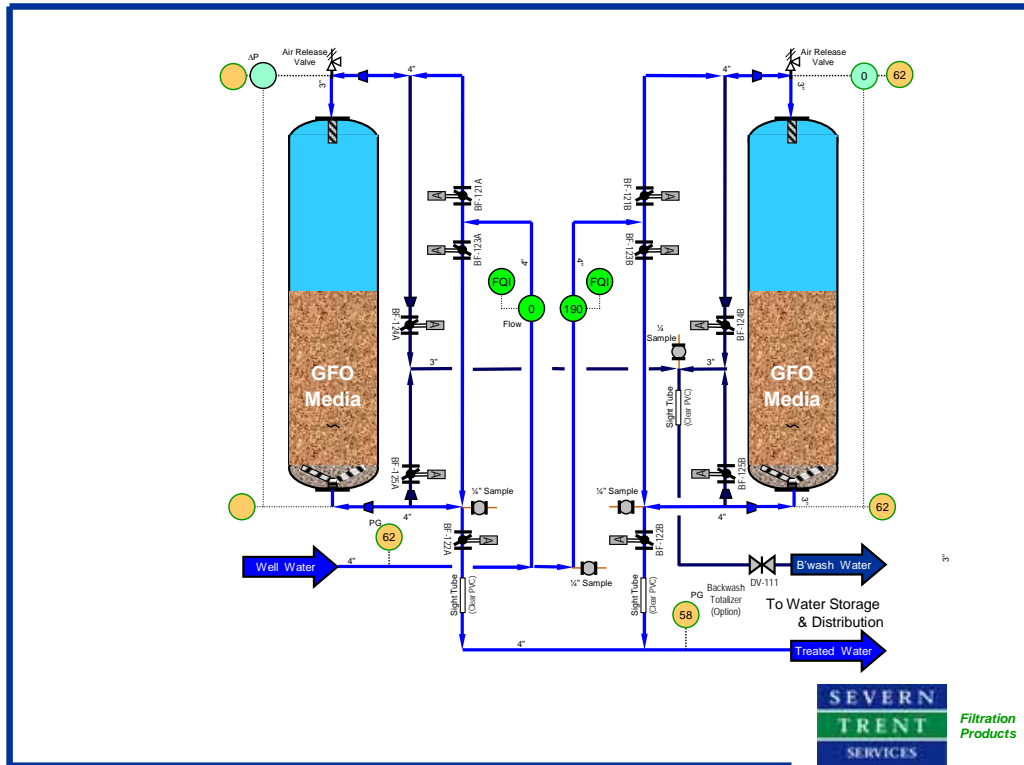 ΔP
Air Release
Valve
4"
3"
4"
Air Release
Valve
3"
0
62
BF-121A
BF-121B
BF-123A
BF-123B
4"
4"
FQI
FQI
0
190
Flow
BF-124A
BF-124B
¼
Sample
3"
3"
GFO
Media
~
GFO
Media
~
Sight Tube
(Clear PVC)
BF-125A
BF-125B
¼" Sample
¼" Sample
3"
62
4"
4"
PG
62
BF-122A
BF-122B
Well Water
4"
¼" Sample
Sight Tube
(Clear PVC)
Sight Tube
(Clear PVC)
DV-111
B'wash Water
3"
PG
Backwash
Totalizer
(Option)
58
To Water Storage
& Distribution
4"
Treated Water
SEVERN
TRENT
SERVICES
Filtration
Products